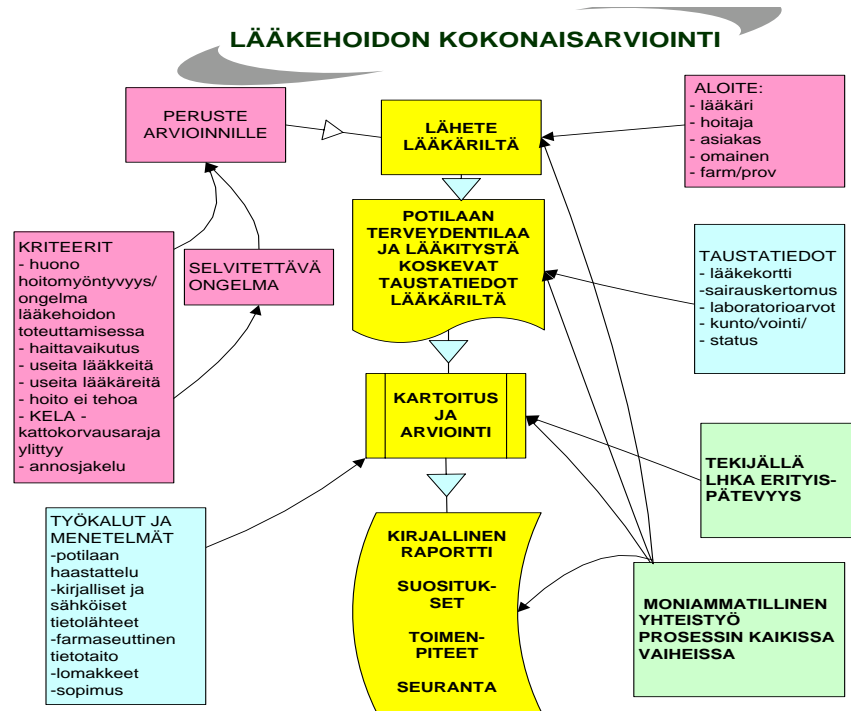 LÄÄKEHOIDON KOKONAISARVIOINTI
PERUSTE
ARVIOINNILLE
LÄHETE
LÄÄKÄRILTÄ
ALOITE:
- lääkäri
- hoitaja
- asiakas
- omainen
- farm/prov
KRITEERIT
- huono
hoitomyöntyvyys/
ongelma
lääkehoidon
toteuttamisessa
- haittavaikutus
- useita lääkkeitä
- useita lääkäreitä
- hoito ei tehoa
- KELA -
kattokorvausaraja
ylittyy
- annosjakelu
SELVITETTÄVÄ
ONGELMA
POTILAAN
TERVEYDENTILAA
JA LÄÄKITYSTÄ
KOSKEVAT
TAUSTATIEDOT
LÄÄKÄRILTÄ
TAUSTATIEDOT
- lääkekortti
-sairauskertomus
- laboratorioarvot
- kunto/vointi/
- status
KARTOITUS
JA
ARVIOINTI
TEKIJÄLLÄ
LHKA ERITYIS-
PÄTEVYYS
TYÖKALUT JA
MENETELMÄT
-potilaan
haastattelu
-kirjalliset ja
sähköiset
tietolähteet
-farmaseuttinen
tietotaito
-lomakkeet
-sopimus
KIRJALLINEN
RAPORTTI
SUOSITUK-
SET
TOIMEN-
PITEET
SEURANTA
MONIAMMATILLINEN
YHTEISTYÖ
PROSESSIN KAIKISSA
VAIHEISSA